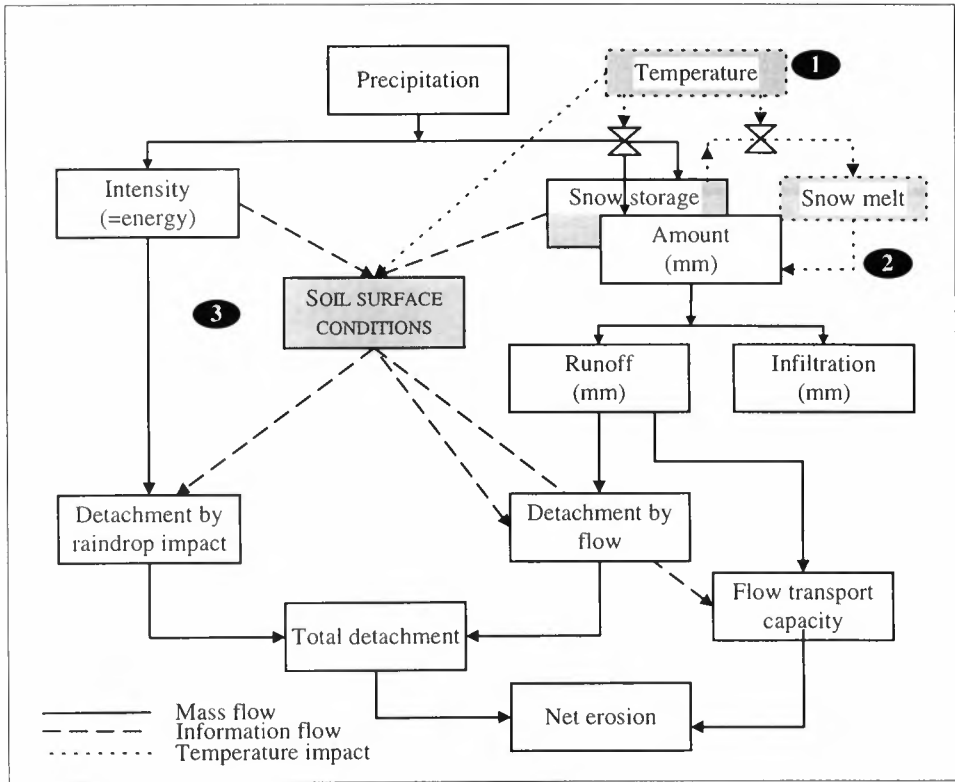 Precipitation
Temperature
1
Intensity
(=energy)
Snow storage
Snow melt
Amount
(mm)
2
3
SOIL SURFACE
CONDITIONS
Runoff
(mm)
Infiltration
(mm)
Detachment by
raindrop impact
Detachment by
flow
Flow transport
capacity
Total detachment
Net erosion
Mass flow
Information flow
Temperature impact